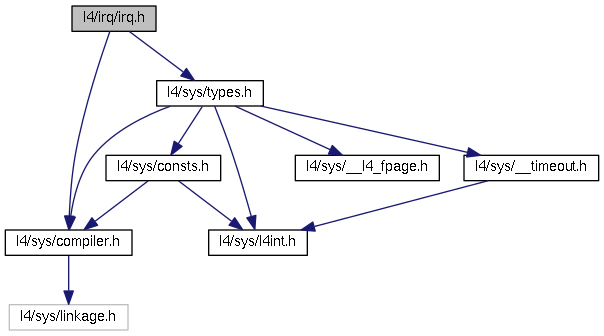 l4/irq/irq.h
l4/sys/types.h
l4/sys/consts.h
l4/sys/__l4_fpage.h
l4/sys/__timeout.h
l4/sys/compiler.h
l4/sys/l4int.h
l4/sys/linkage.h